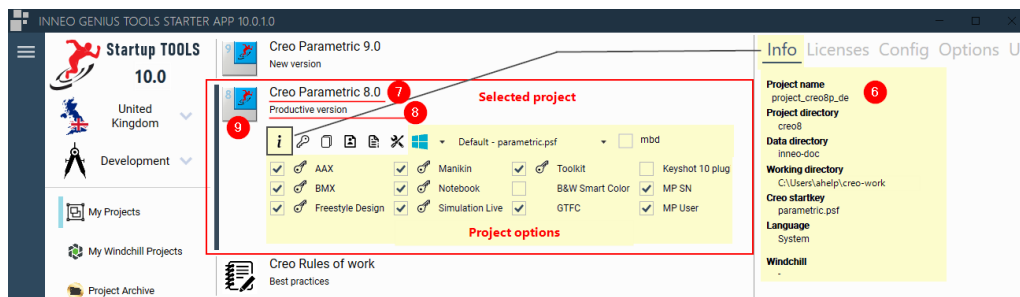 INNEO GENIUS TOOLS STARTER APP 10.0.1.0
Startup TOOLS
10.0
United
Kingdom
Development
My Projects
My Windchill Projects
Project Archive
9
Creo Parametric 9.0
New version
8
Creo Parametric 8.0
7
Selected project
Productive version
8
9
i
Default - parametric.psf
mbd
AAX
Manikin
Toolkit
Keyshot 10 plug
BMX
Notebook
B&W Smart Color
MP SN
Freestyle Design
Simulation Live
GTFC
MP User
Project options
Creo Rules of work
Best practices
Info Licenses Config Options U
Project name
project_creo8p_de
6
Project directory
creo8
Data directory
inneo-doc
Working directory
C:\Users\ahelp\creo-work
Creo startkey
parametric.psf
Language
System
Windchill
-